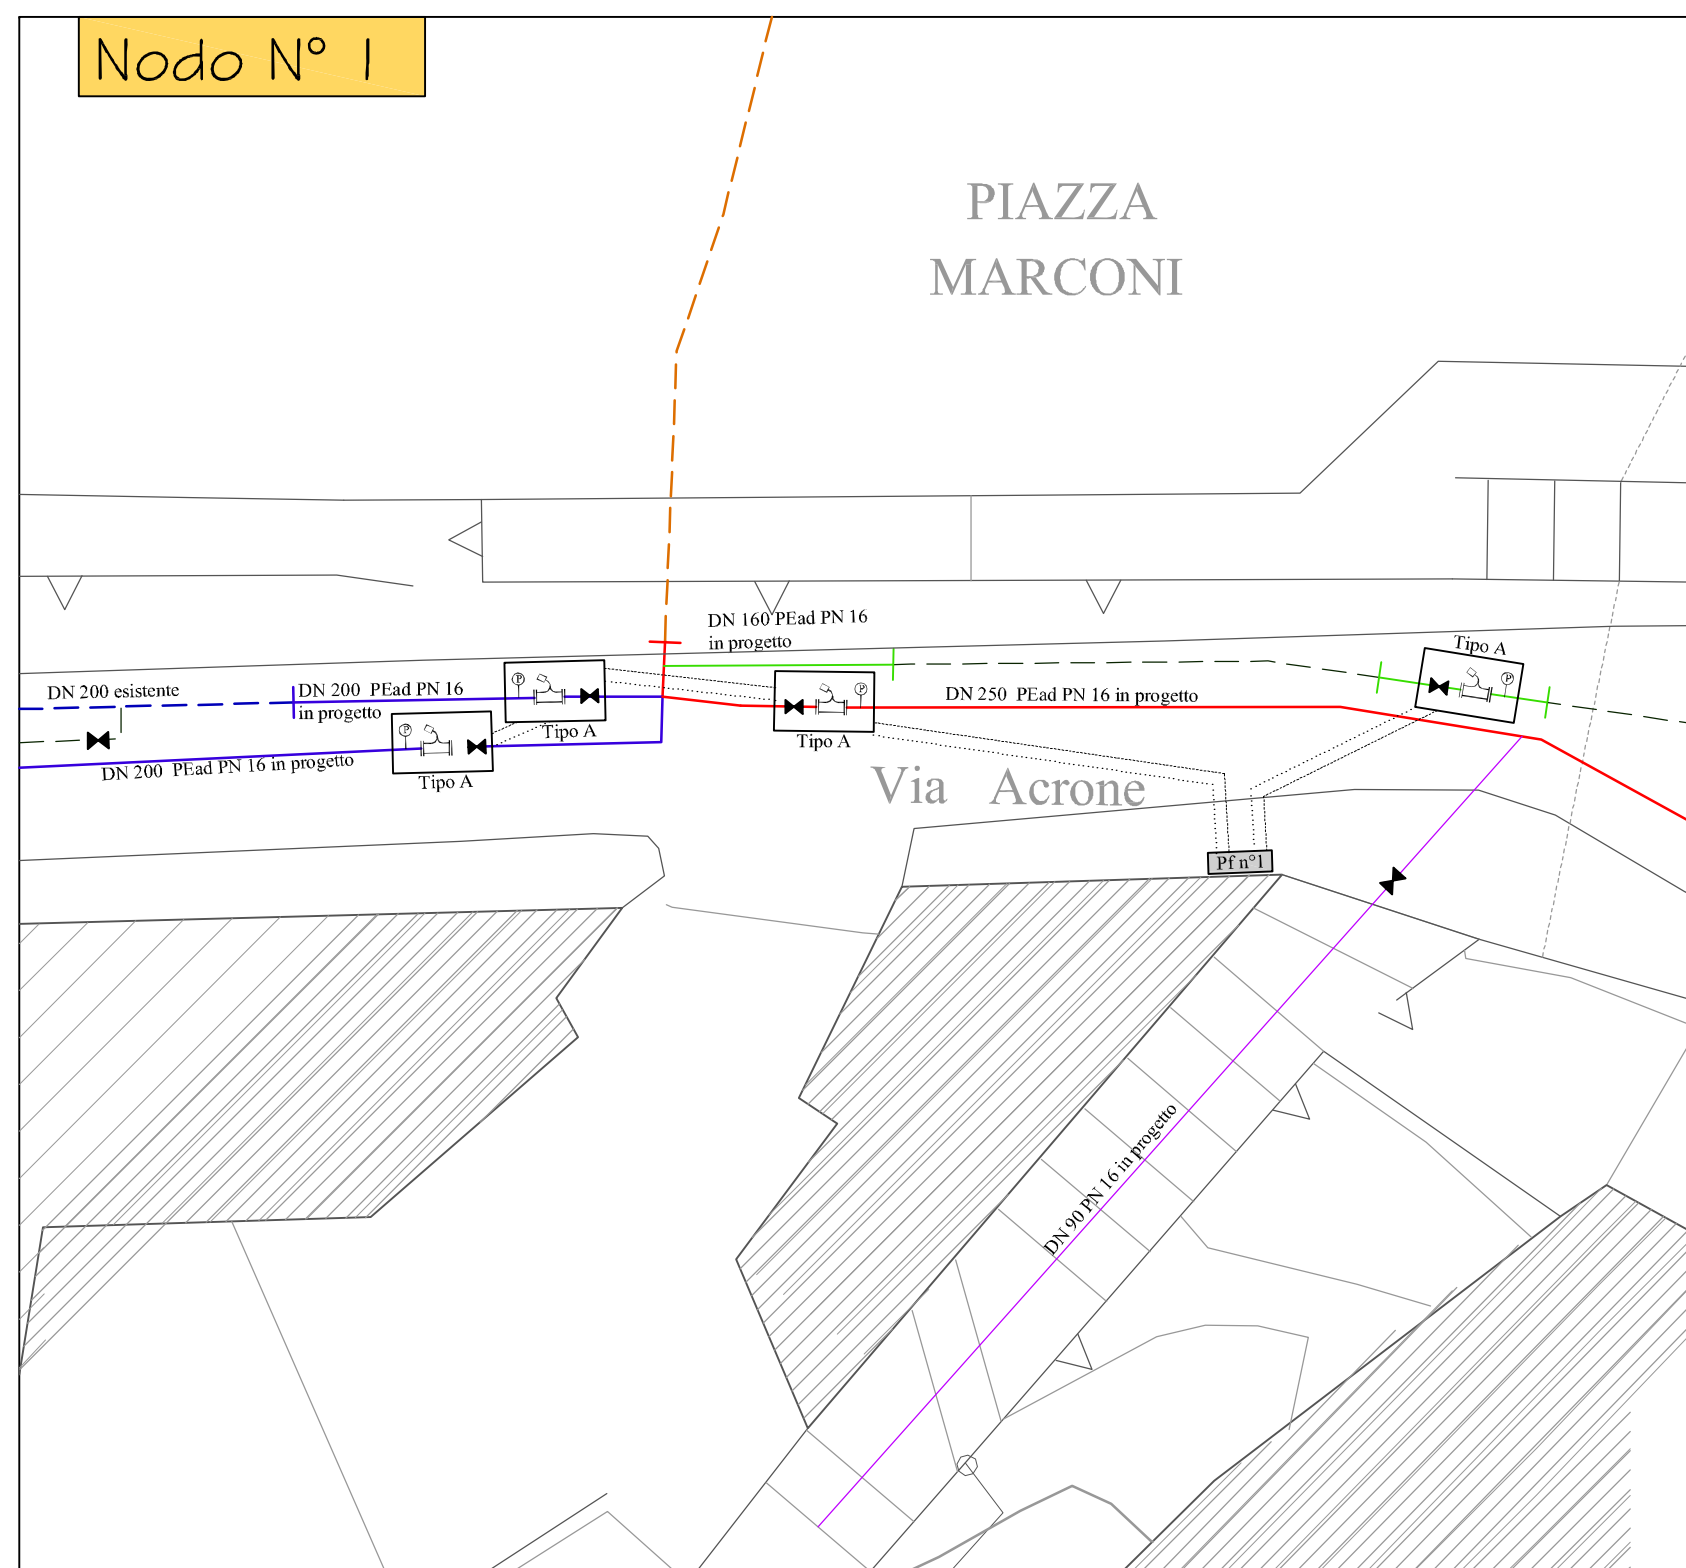 Nodo N° 1
PIAZZA
MARCONI
DN 160 PEad PN 16
in progetto
Tipo A
DN 200 esistente
DN 200 PEad PN 16
in progetto
P
P
P
P
DN 250 PEad PN 16 in progetto
Tipo A
Tipo A
DN 200 PEad PN 16 in progetto
Tipo A
Via Acrone
Pf n°1
DN 90 PN 16 in progetto